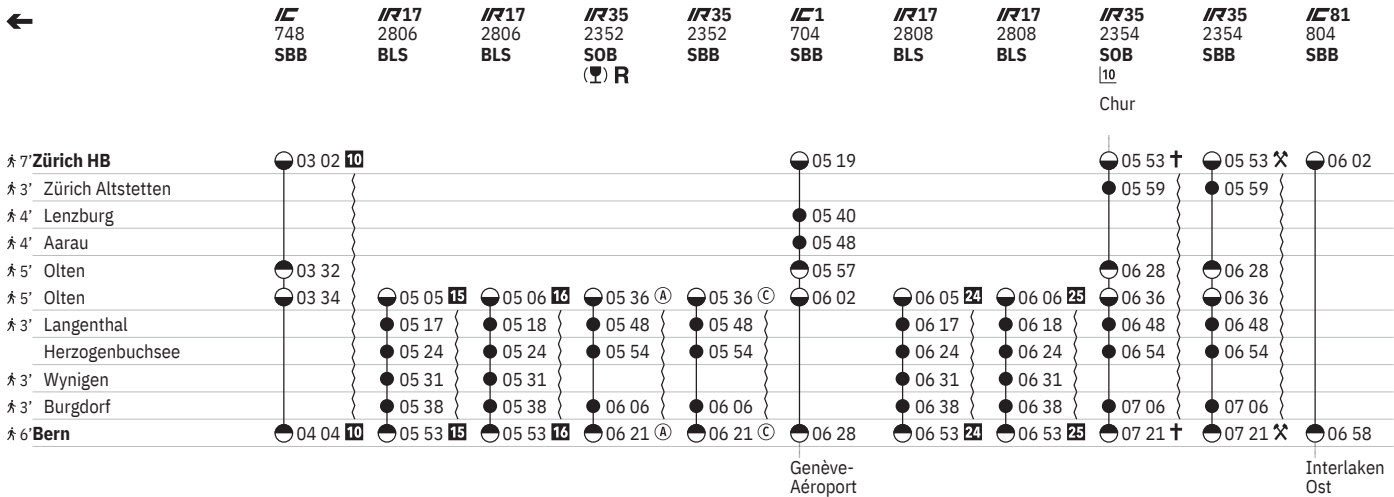 IC IR17 IR17 IR35 IR35 IC1 IR17 IR17 IR35 IR35 IC81
748 2806 2806 2352 2352 704 2808 2808 2354 2354 804
SBB BLS BLS SOB SBB SBB BLS BLS SOB SBB SBB
R 10
Chur
7' Zürich HB 03 02 10 05 19 05 53 05 53 06 02
3' Zürich Altstetten 05 59 05 59
4' Lenzburg 05 40
4' Aarau 05 48
5' Olten 03 32 05 57 06 28 06 28
5' Olten 03 34 05 05 15 05 06 16 05 36 Ⓐ 05 36 Ⓒ 06 02 06 05 24 06 06 25 06 36 06 36
3' Langenthal 05 17 05 18 05 48 05 48 06 17 06 18 06 48 06 48
Herzogenbuchsee 05 24 05 24 05 54 05 54 06 24 06 24 06 54 06 54
3' Wynigen 05 31 05 31 06 31 06 31
3' Burgdorf 05 38 05 38 06 06 06 06 06 38 06 38 07 06 07 06
6' Bern 04 04 10 05 53 15 05 53 16 06 21 Ⓐ 06 21 Ⓒ 06 28 06 53 24 06 53 25 07 21 07 21 06 58
Genève- Interlaken
Aéroport Ost